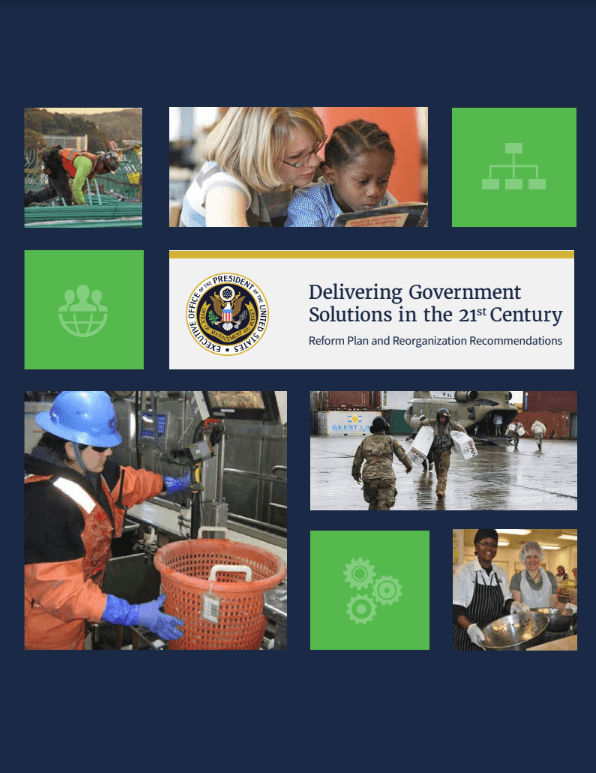 EXECUTIVE OFFICE OF THE PRESIDENT OF THE UNITED STATES
Delivering Government
Solutions in the 21st Century
Reform Plan and Reorganization Recommendations